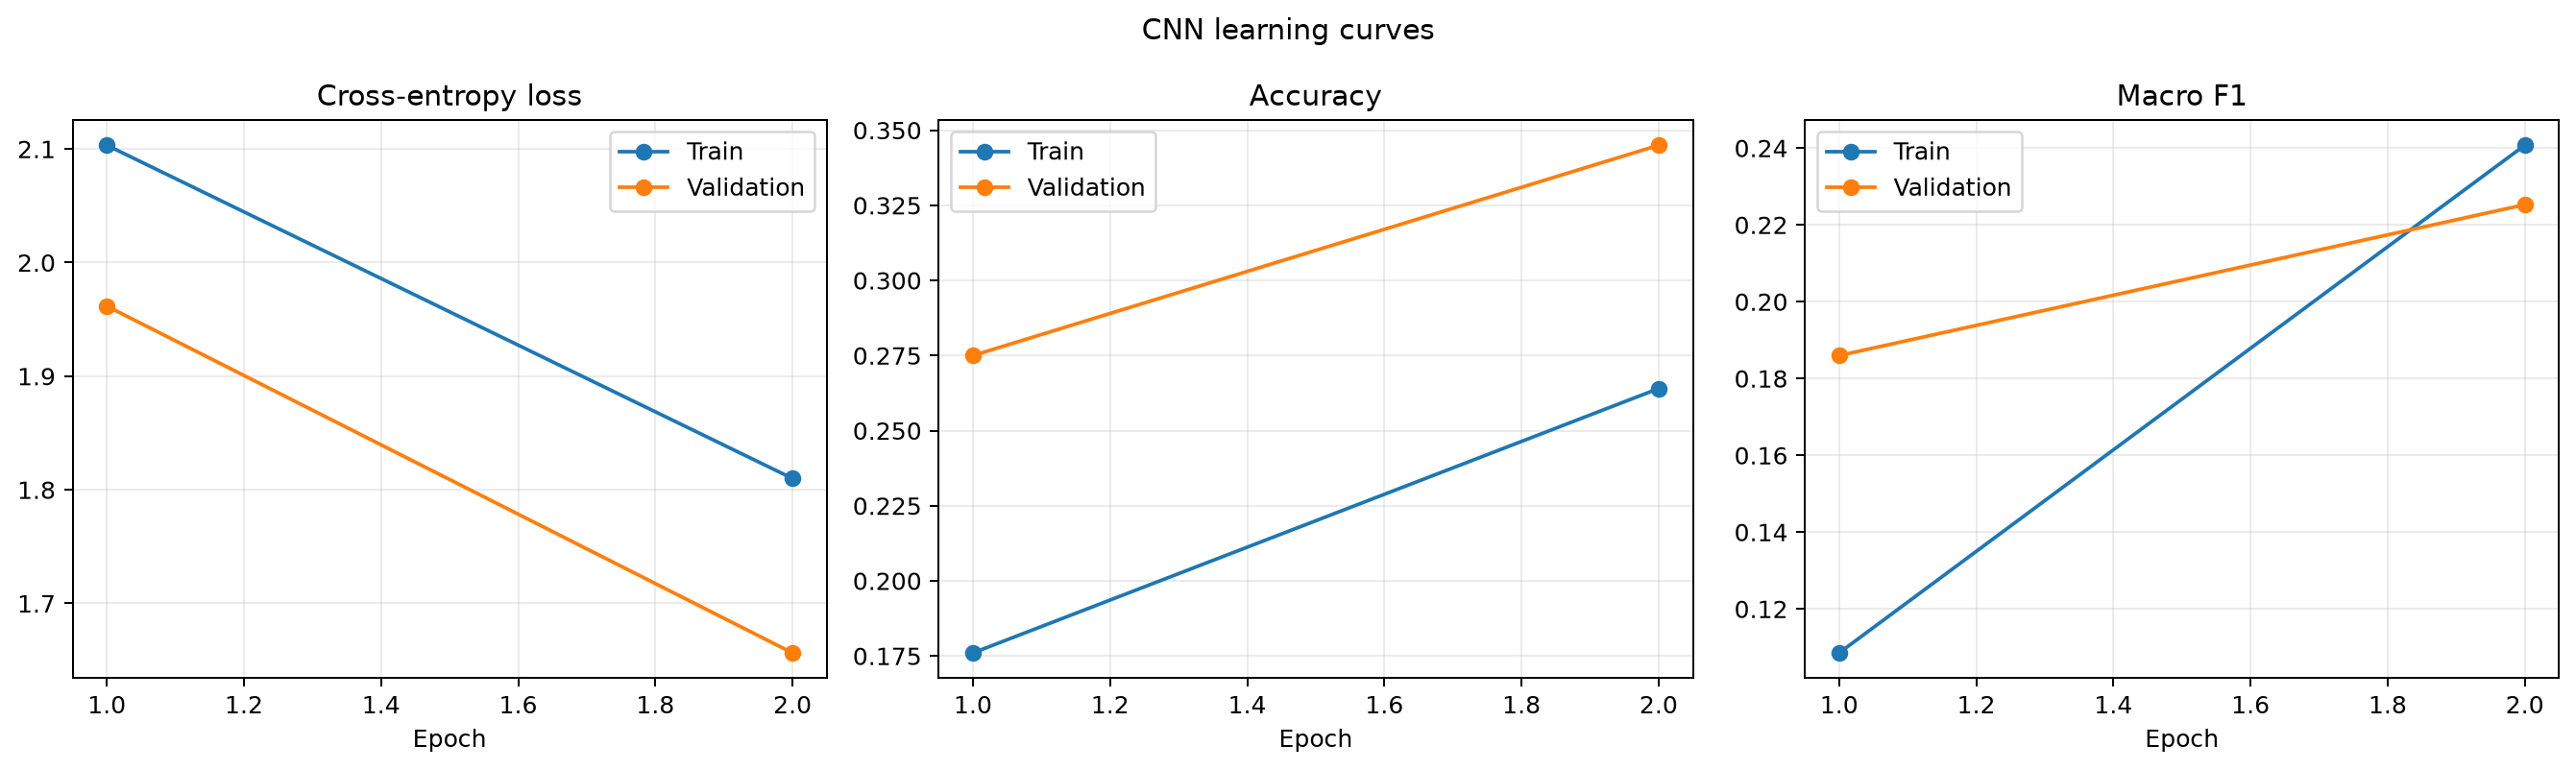 CNN learning curves
Cross-entropy loss
Train
Validation
2.1
2.0
1.9
1.8
1.7
1.0 1.2 1.4 1.6 1.8 2.0
Epoch
Accuracy
Train
Validation
0.350
0.325
0.300
0.275
0.250
0.225
0.200
0.175
1.0 1.2 1.4 1.6 1.8 2.0
Epoch
Macro F1
Train
Validation
0.24
0.22
0.20
0.18
0.16
0.14
0.12
1.0 1.2 1.4 1.6 1.8 2.0
Epoch